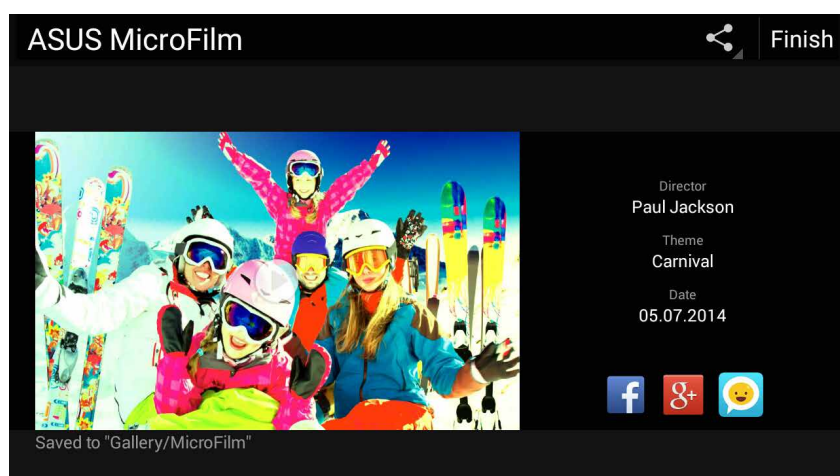 ASUS MicroFilm
Finish
Director
Paul Jackson
Theme
Carnival
Date
05.07.2014
f
g+
Saved to "Gallery/MicroFilm"